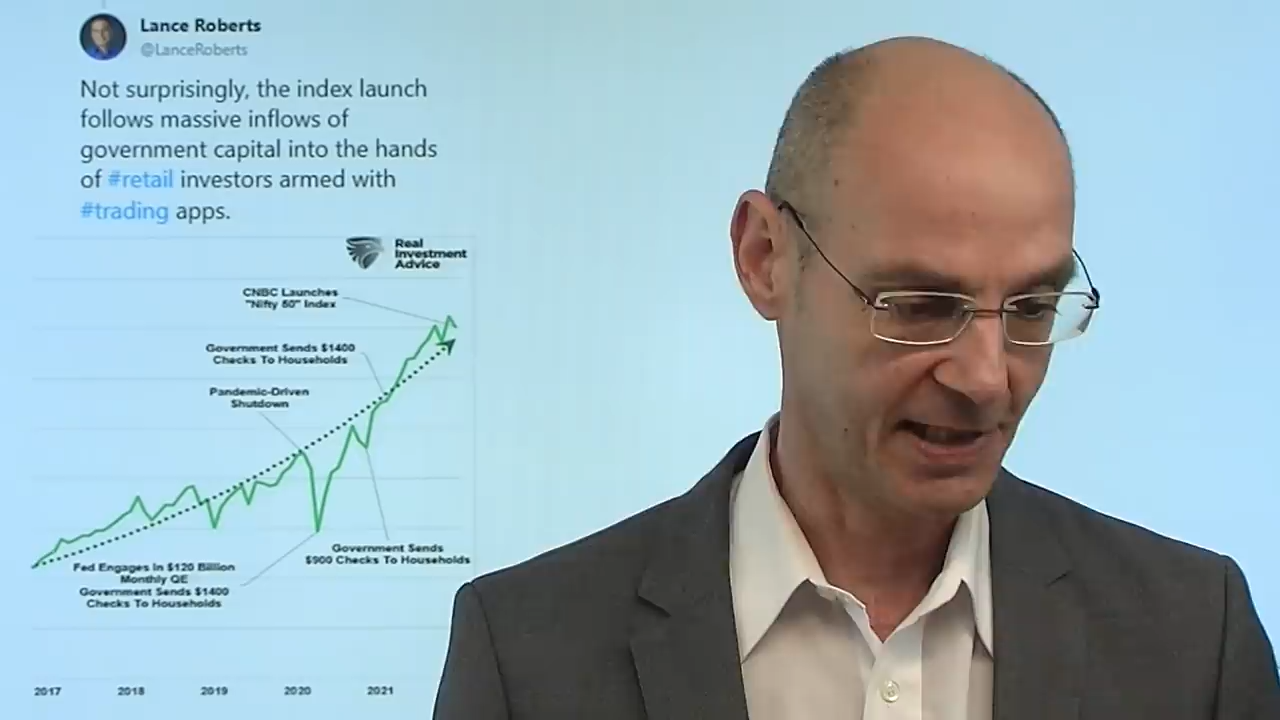 Lance Roberts
@LanceRoberts
Not surprisingly, the index launch
follows massive inflows of
government capital into the hands
of #retail investors armed with
#trading apps.
Real
Investment
Advice
CNBC Launches
"Nifty 50" Index
Government Sends $1400
Checks To Households
Pandemic-Driven
Shutdown
Government Sends
$900 Checks To Households
Fed Engages In $120 Billion
Monthly QE
Government Sends $1400
Checks To Households
2017 2018 2019 2020 2021